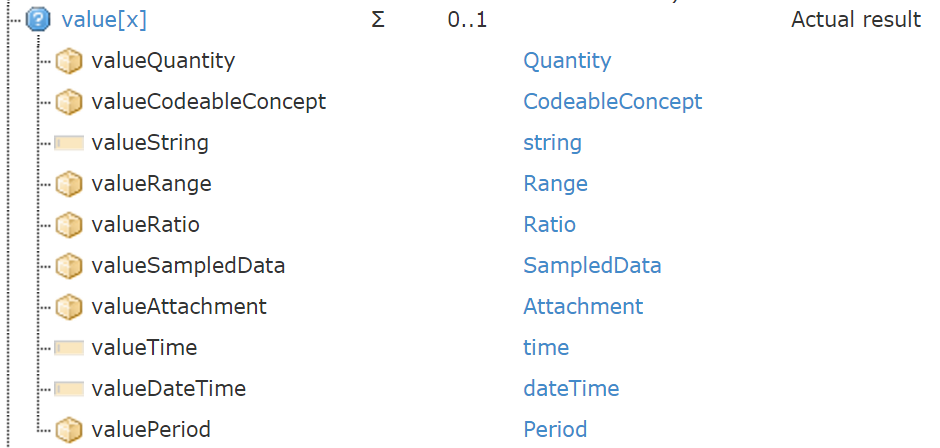 value[x] Σ 0..1 Actual result
valueQuantity Quantity
valueCodeableConcept CodeableConcept
valueString string
valueRange Range
valueRatio Ratio
valueSampledData SampledData
valueAttachment Attachment
valueTime time
valueDateTime dateTime
valuePeriod Period